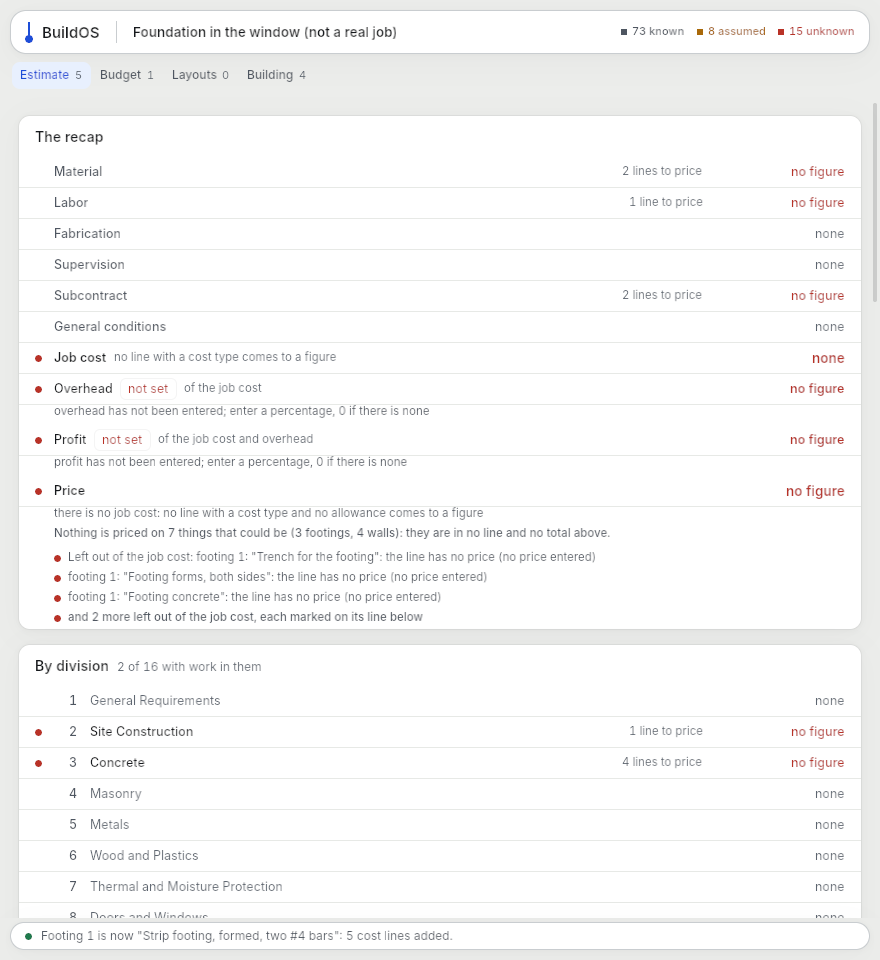 BuildOS
Foundation in the window (not a real job)
73 known 8 assumed 15 unknown
Estimate 5 Budget 1 Layouts 0 Building 4
The recap
Material 2 lines to price no figure
Labor 1 line to price no figure
Fabrication none
Supervision none
Subcontract 2 lines to price no figure
General conditions none
Job cost no line with a cost type comes to a figure none
Overhead not set of the job cost no figure
overhead has not been entered; enter a percentage, 0 if there is none
Profit not set of the job cost and overhead no figure
profit has not been entered; enter a percentage, 0 if there is none
Price no figure
there is no job cost: no line with a cost type and no allowance comes to a figure
Nothing is priced on 7 things that could be (3 footings, 4 walls): they are in no line and no total above.
Left out of the job cost: footing 1: "Trench for the footing": the line has no price (no price entered)
footing 1: "Footing forms, both sides": the line has no price (no price entered)
footing 1: "Footing concrete": the line has no price (no price entered)
and 2 more left out of the job cost, each marked on its line below
By division 2 of 16 with work in them
1 General Requirements none
2 Site Construction 1 line to price no figure
3 Concrete 4 lines to price no figure
4 Masonry none
5 Metals none
6 Wood and Plastics none
7 Thermal and Moisture Protection none
8 Doors and Windows none
Footing 1 is now "Strip footing, formed, two #4 bars": 5 cost lines added.